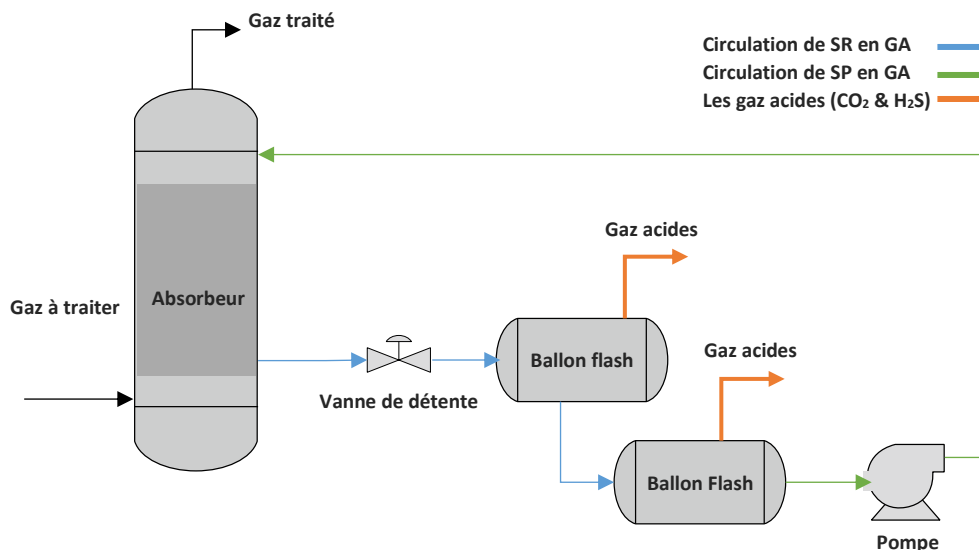 Gaz traité
Circulation de SR en GA
Circulation de SP en GA
Les gaz acides (CO₂ & H₂S)
Gaz acides
Absorbeur
Gaz à traiter
Ballon flash
Gaz acides
Vanne de détente
Ballon Flash
Pompe